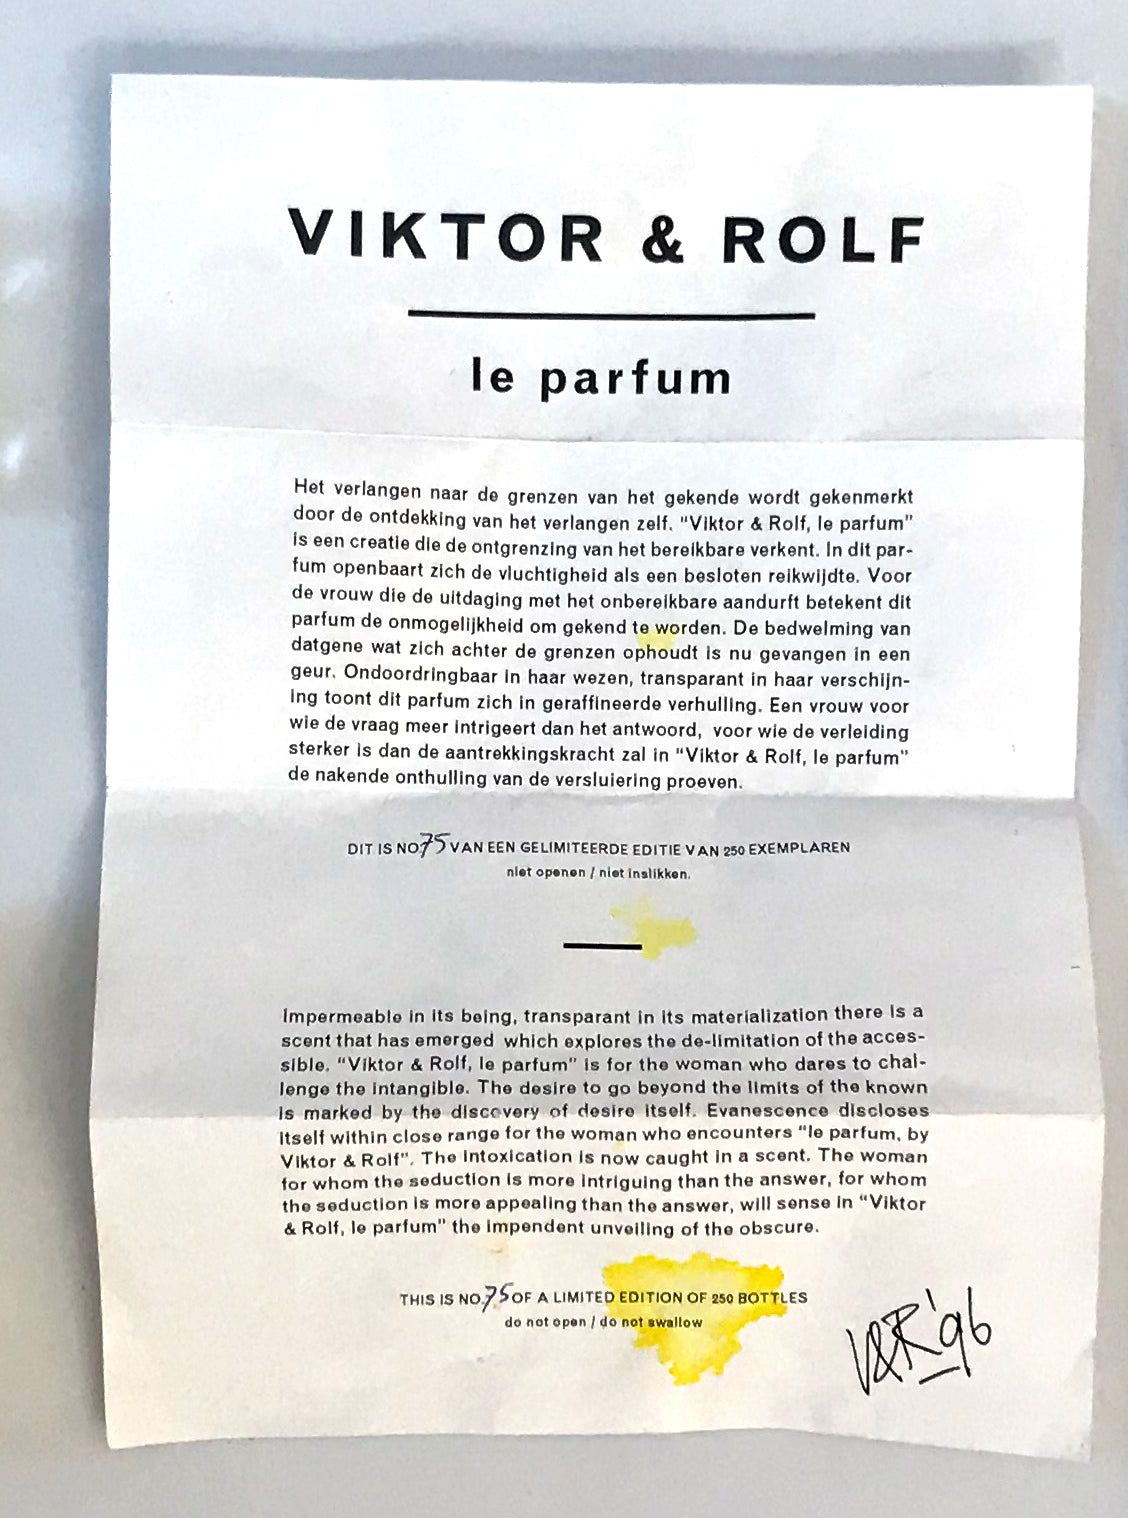 VIKTOR & ROLF
le parfum
Het verlangen naar de grenzen van het gekende wordt gekenmerkt
door de ontdekking van het verlangen zelf. "Viktor & Rolf, le parfum"
is een creatie die de ontgrenzing van het bereikbare verkent. In dit par-
fum openbaart zich de vluchtigheid als een besloten reikwijdte. Voor
de vrouw die de uitdaging met het onbereikbare aandurft betekent dit
parfum de onmogelijkheid om gekend te worden. De bedwelming van
datgene wat zich achter de grenzen ophoudt is nu gevangen in een
geur. Ondoordringbaar in haar wezen, transparant in haar verschijn-
ing toont dit parfum zich in geraffineerde verhulling. Een vrouw voor
wie de vraag meer intrigeert dan het antwoord, voor wie de verleiding
sterker is dan de aantrekkingskracht zal in "Viktor & Rolf, le parfum"
de nakende onthulling van de versluiering proeven.
DIT IS NO 75 VAN EEN GELIMITEERDE EDITIE VAN 250 EXEMPLAREN
niet openen / niet inslikken.
Impermeable in its being, transparant in its materialization there is a
scent that has emerged which explores the de-limitation of the acces-
sible. "Viktor & Rolf, le parfum" is for the woman who dares to chal-
lenge the intangible. The desire to go beyond the limits of the known
is marked by the discovery of desire itself. Evanescence discloses
itself within close range for the woman who encounters "le parfum, by
Viktor & Rolf". The intoxication is now caught in a scent. The woman
for whom the seduction is more intriguing than the answer, for whom
the seduction is more appealing than the answer, will sense in "Viktor
& Rolf, le parfum" the impendent unveiling of the obscure.
THIS IS NO. 75 OF A LIMITED EDITION OF 250 BOTTLES
do not open / do not swallow
V&R '96